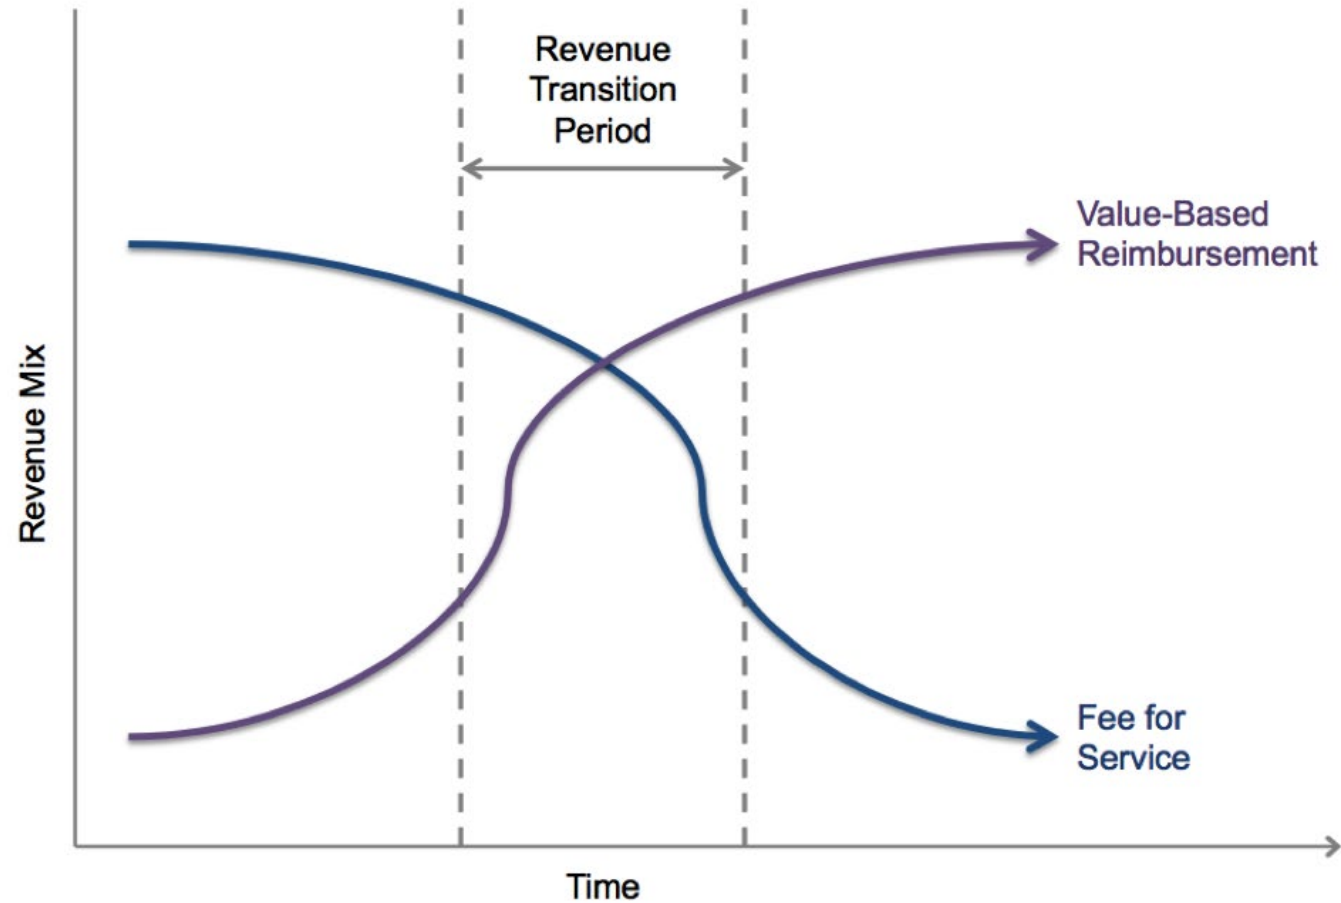 Revenue
Transition
Period
Value-Based
Reimbursement
Revenue Mix
Fee for
Service
Time